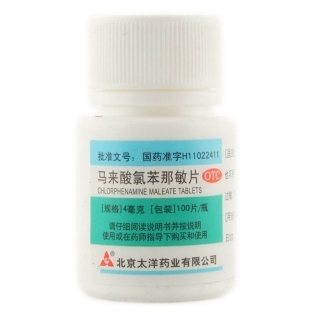 批准文号：国药准字H11022411
马来酸氯苯那敏片 OTC
CHLORPHENAMINE MALEATE TABLETS
[规格]4毫克 [包装]100片/瓶
请仔细阅读说明书并按说明
使用或在药师指导下购买和使用
北京太洋药业有限公司